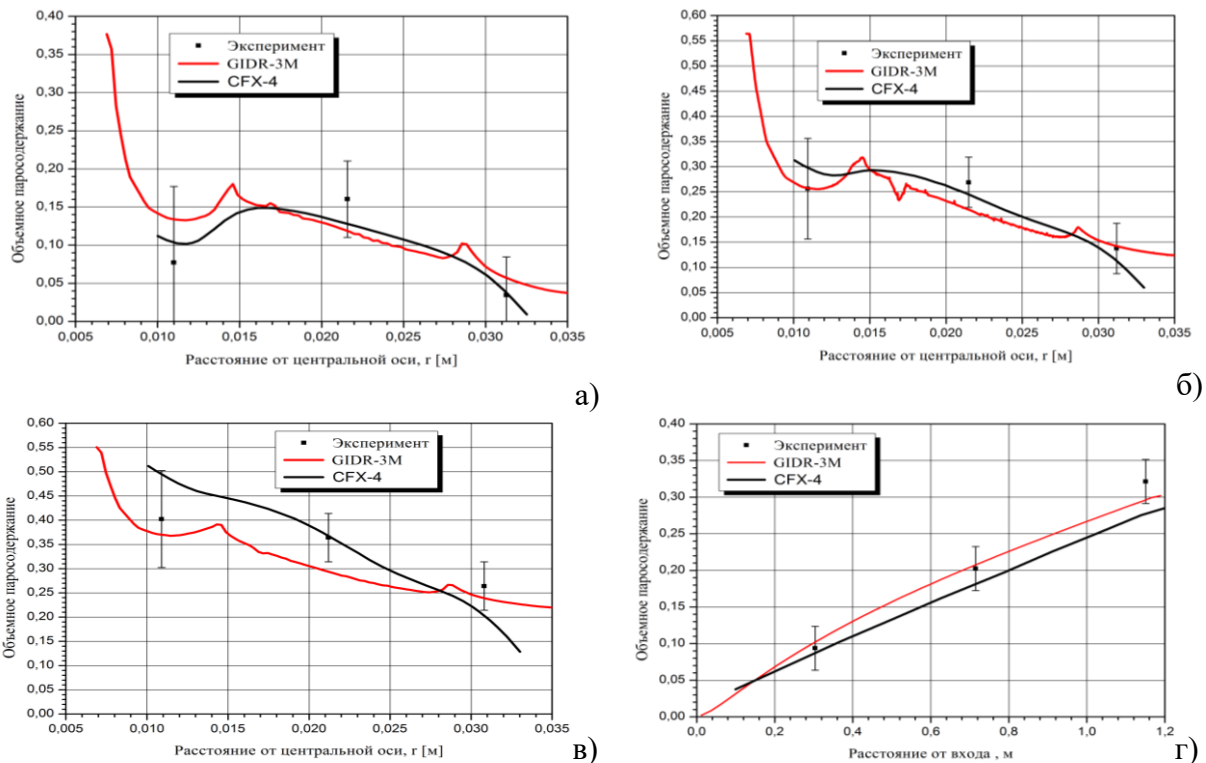 0,40
0,35
0,30
0,25
0,20
0,15
0,10
0,05
0,00
Объемное паросодержание
Эксперимент
GIDR-3M
CFX-4
0,005 0,010 0,015 0,020 0,025 0,030 0,035
Расстояние от центральной оси, r [м]
а)
0,60
0,55
0,50
0,45
0,40
0,35
0,30
0,25
0,20
0,15
0,10
0,05
0,00
Объемное паросодержание
Эксперимент
GIDR-3M
CFX-4
0,005 0,010 0,015 0,020 0,025 0,030 0,035
Расстояние от центральной оси, r [м]
б)
0,60
0,55
0,50
0,45
0,40
0,35
0,30
0,25
0,20
0,15
0,10
0,05
0,00
Объемное паросодержание
Эксперимент
GIDR-3M
CFX-4
0,005 0,010 0,015 0,020 0,025 0,030 0,035
Расстояние от центральной оси, r [м]
в)
0,40
0,35
0,30
0,25
0,20
0,15
0,10
0,05
0,00
Объемное паросодержание
Эксперимент
GIDR-3M
CFX-4
0,0 0,2 0,4 0,6 0,8 1,0 1,2
Расстояние от входа , м
г)